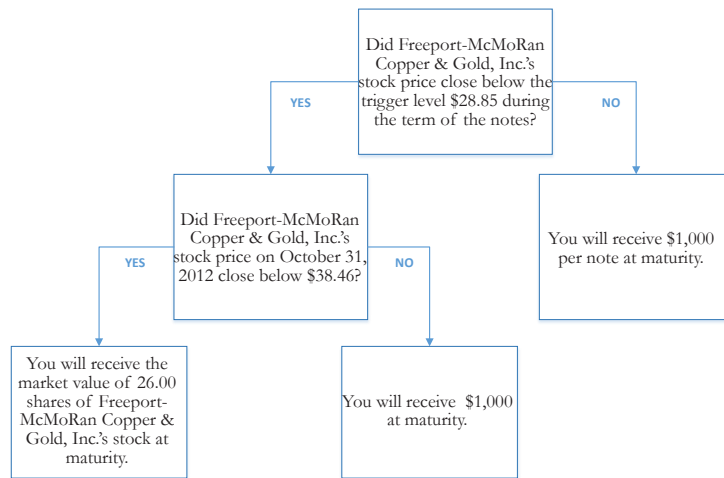 Did Freeport-McMoRan
Copper & Gold, Inc.'s
stock price close below the
trigger level $28.85 during
the term of the notes?
YES
NO
Did Freeport-McMoRan
Copper & Gold, Inc.'s
stock price on October 31,
2012 close below $38.46?
You will receive $1,000
per note at maturity.
YES
NO
You will receive the
market value of 26.00
shares of Freeport-
McMoRan Copper &
Gold, Inc.'s stock at
maturity.
You will receive $1,000
at maturity.